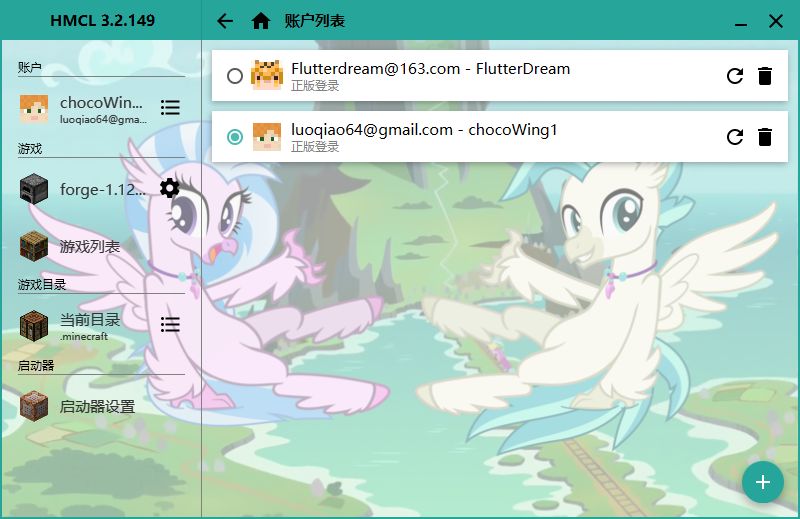 HMCL 3.2.149
账户列表
账户
chocoWin...
luoqiao64@gma...
游戏
forge-1.12...
游戏列表
游戏目录
当前目录
.minecraft
启动器
启动器设置
Flutterdream@163.com - FlutterDream
正版登录
luoqiao64@gmail.com - chocoWing1
正版登录